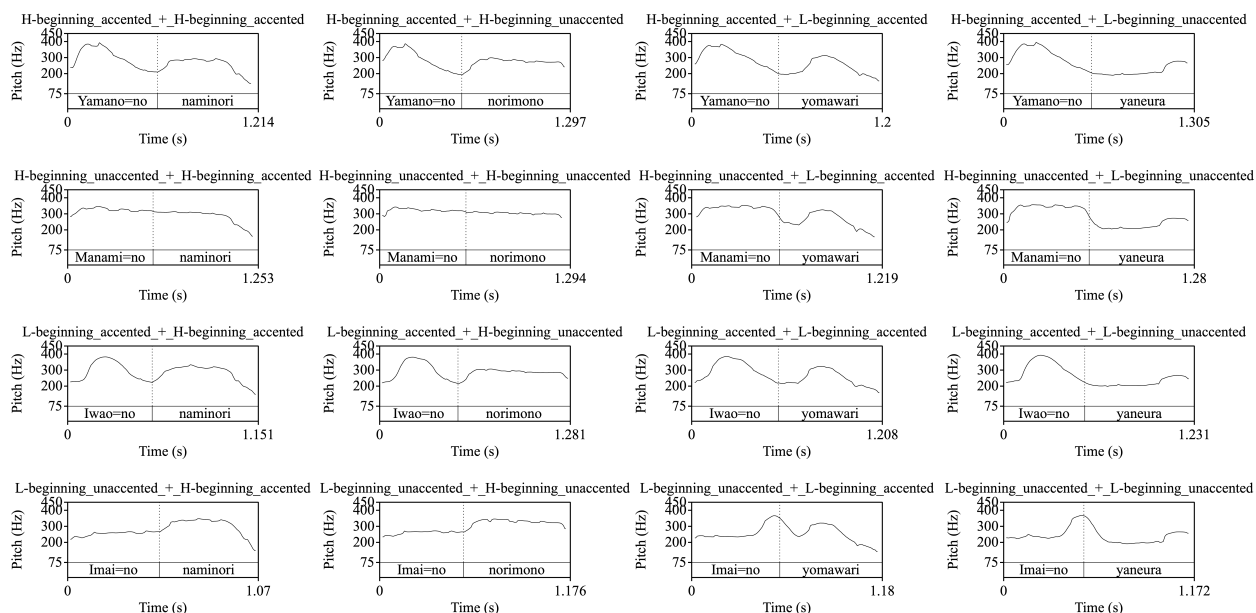 H-beginning_accented_+_H-beginning_accented
450
400
300
200
75
Pitch (Hz)
Yamano=no naminori
0 1.214
Time (s)
H-beginning_accented_+_H-beginning_unaccented
450
400
300
200
75
Pitch (Hz)
Yamano=no norimono
0 1.297
Time (s)
H-beginning_accented_+_L-beginning_accented
450
400
300
200
75
Pitch (Hz)
Yamano=no yomawari
0 1.2
Time (s)
H-beginning_accented_+_L-beginning_unaccented
450
400
300
200
75
Pitch (Hz)
Yamano=no yaneura
0 1.305
Time (s)
H-beginning_unaccented_+_H-beginning_accented
450
400
300
200
75
Pitch (Hz)
Manami=no naminori
0 1.253
Time (s)
H-beginning_unaccented_+_H-beginning_unaccented
450
400
300
200
75
Pitch (Hz)
Manami=no norimono
0 1.294
Time (s)
H-beginning_unaccented_+_L-beginning_accented
450
400
300
200
75
Pitch (Hz)
Manami=no yomawari
0 1.219
Time (s)
H-beginning_unaccented_+_L-beginning_unaccented
450
400
300
200
75
Pitch (Hz)
Manami=no yaneura
0 1.28
Time (s)
L-beginning_accented_+_H-beginning_accented
450
400
300
200
75
Pitch (Hz)
Iwao=no naminori
0 1.151
Time (s)
L-beginning_accented_+_H-beginning_unaccented
450
400
300
200
75
Pitch (Hz)
Iwao=no norimono
0 1.281
Time (s)
L-beginning_accented_+_L-beginning_accented
450
400
300
200
75
Pitch (Hz)
Iwao=no yomawari
0 1.208
Time (s)
L-beginning_accented_+_L-beginning_unaccented
450
400
300
200
75
Pitch (Hz)
Iwao=no yaneura
0 1.231
Time (s)
L-beginning_unaccented_+_H-beginning_accented
450
400
300
200
75
Pitch (Hz)
Imai=no naminori
0 1.07
Time (s)
L-beginning_unaccented_+_H-beginning_unaccented
450
400
300
200
75
Pitch (Hz)
Imai=no norimono
0 1.176
Time (s)
L-beginning_unaccented_+_L-beginning_accented
450
400
300
200
75
Pitch (Hz)
Imai=no yomawari
0 1.18
Time (s)
L-beginning_unaccented_+_L-beginning_unaccented
450
400
300
200
75
Pitch (Hz)
Imai=no yaneura
0 1.172
Time (s)